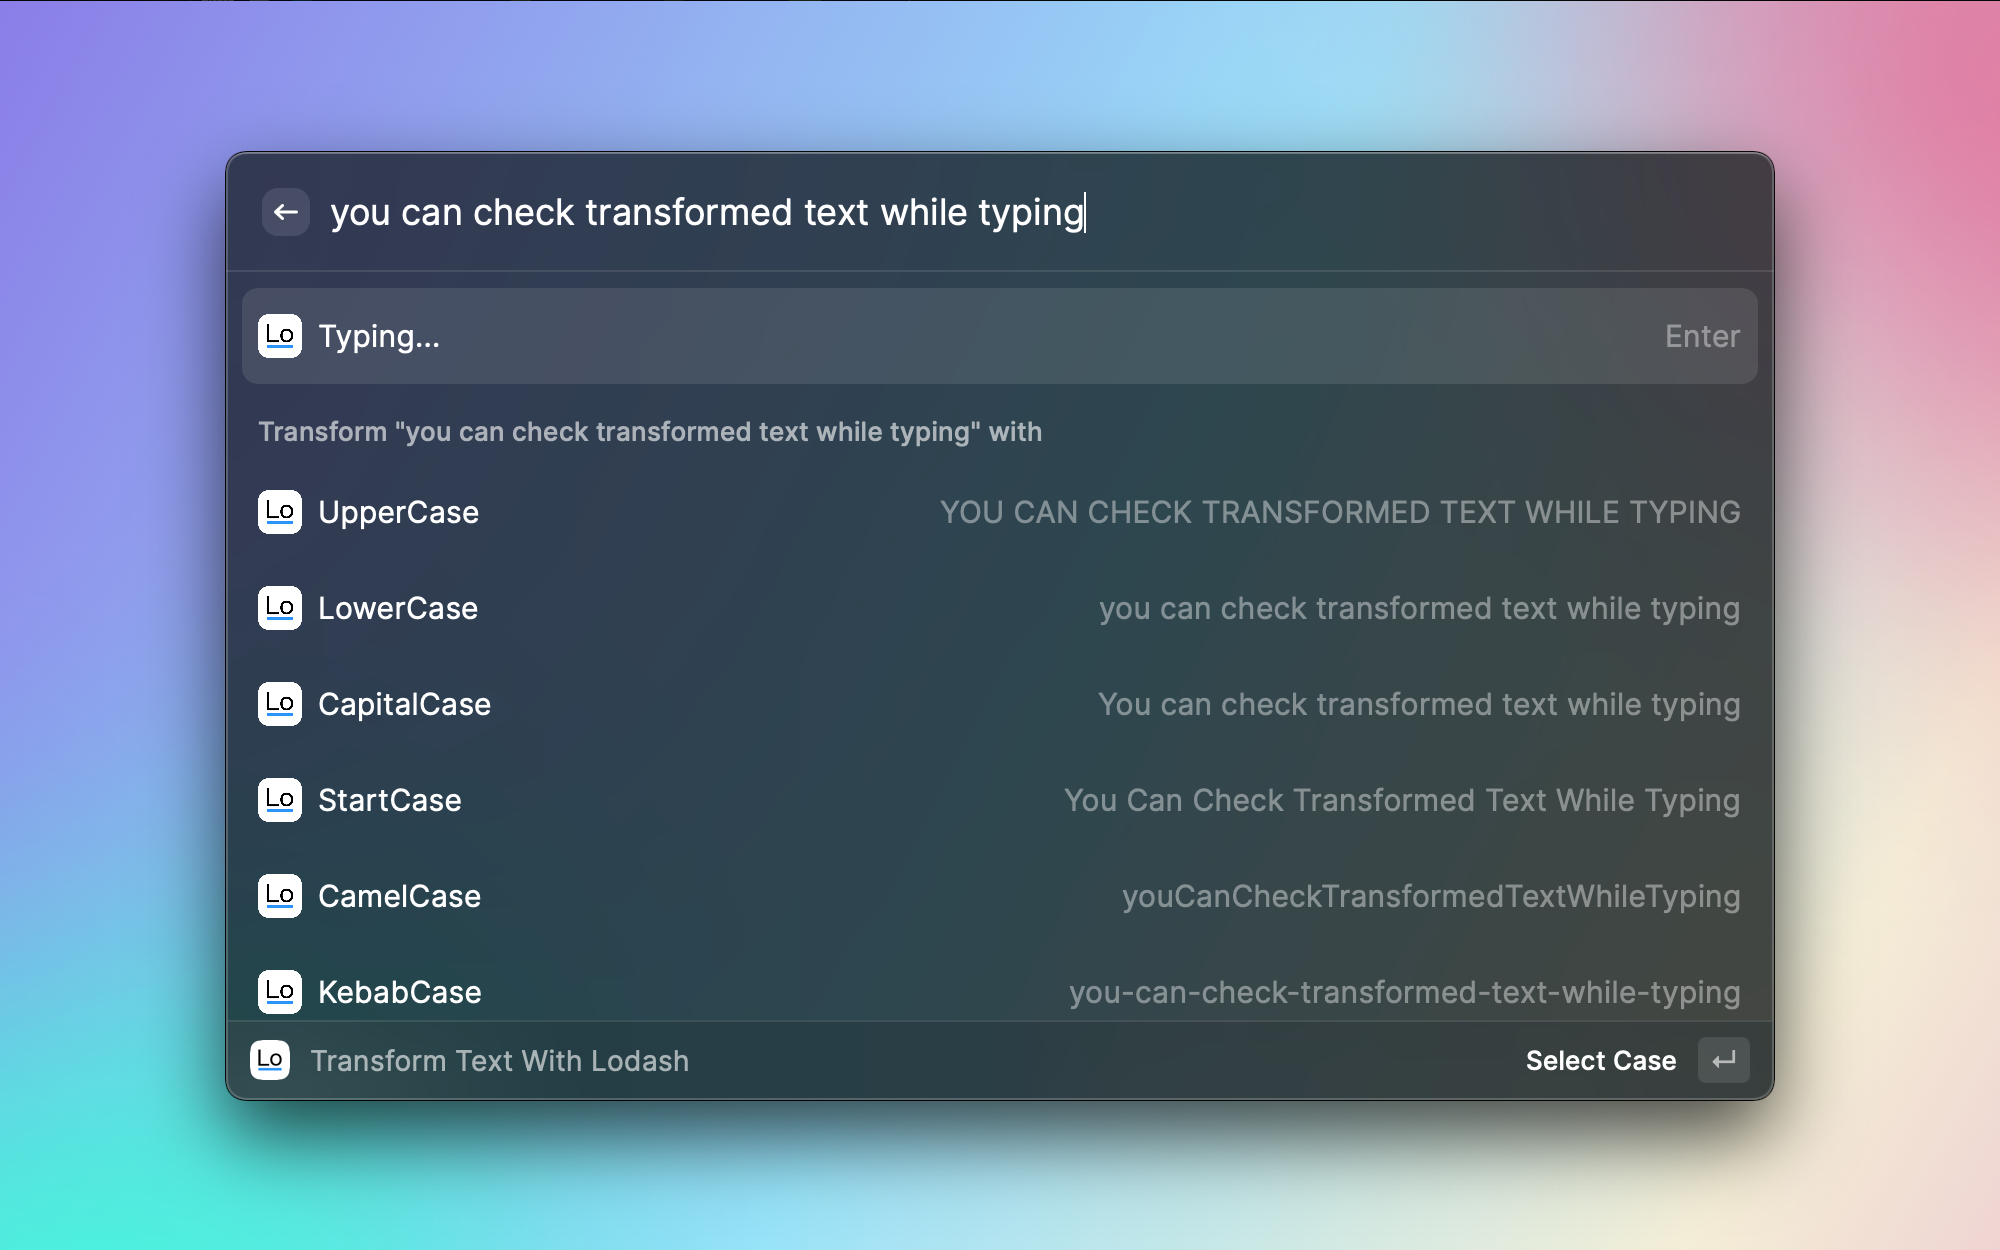 you can check transformed text while typing
Lo Typing... Enter
Transform "you can check transformed text while typing" with
Lo UpperCase YOU CAN CHECK TRANSFORMED TEXT WHILE TYPING
Lo LowerCase you can check transformed text while typing
Lo CapitalCase You can check transformed text while typing
Lo StartCase You Can Check Transformed Text While Typing
Lo CamelCase youCanCheckTransformedTextWhileTyping
Lo KebabCase you-can-check-transformed-text-while-typing
Lo Transform Text With Lodash Select Case